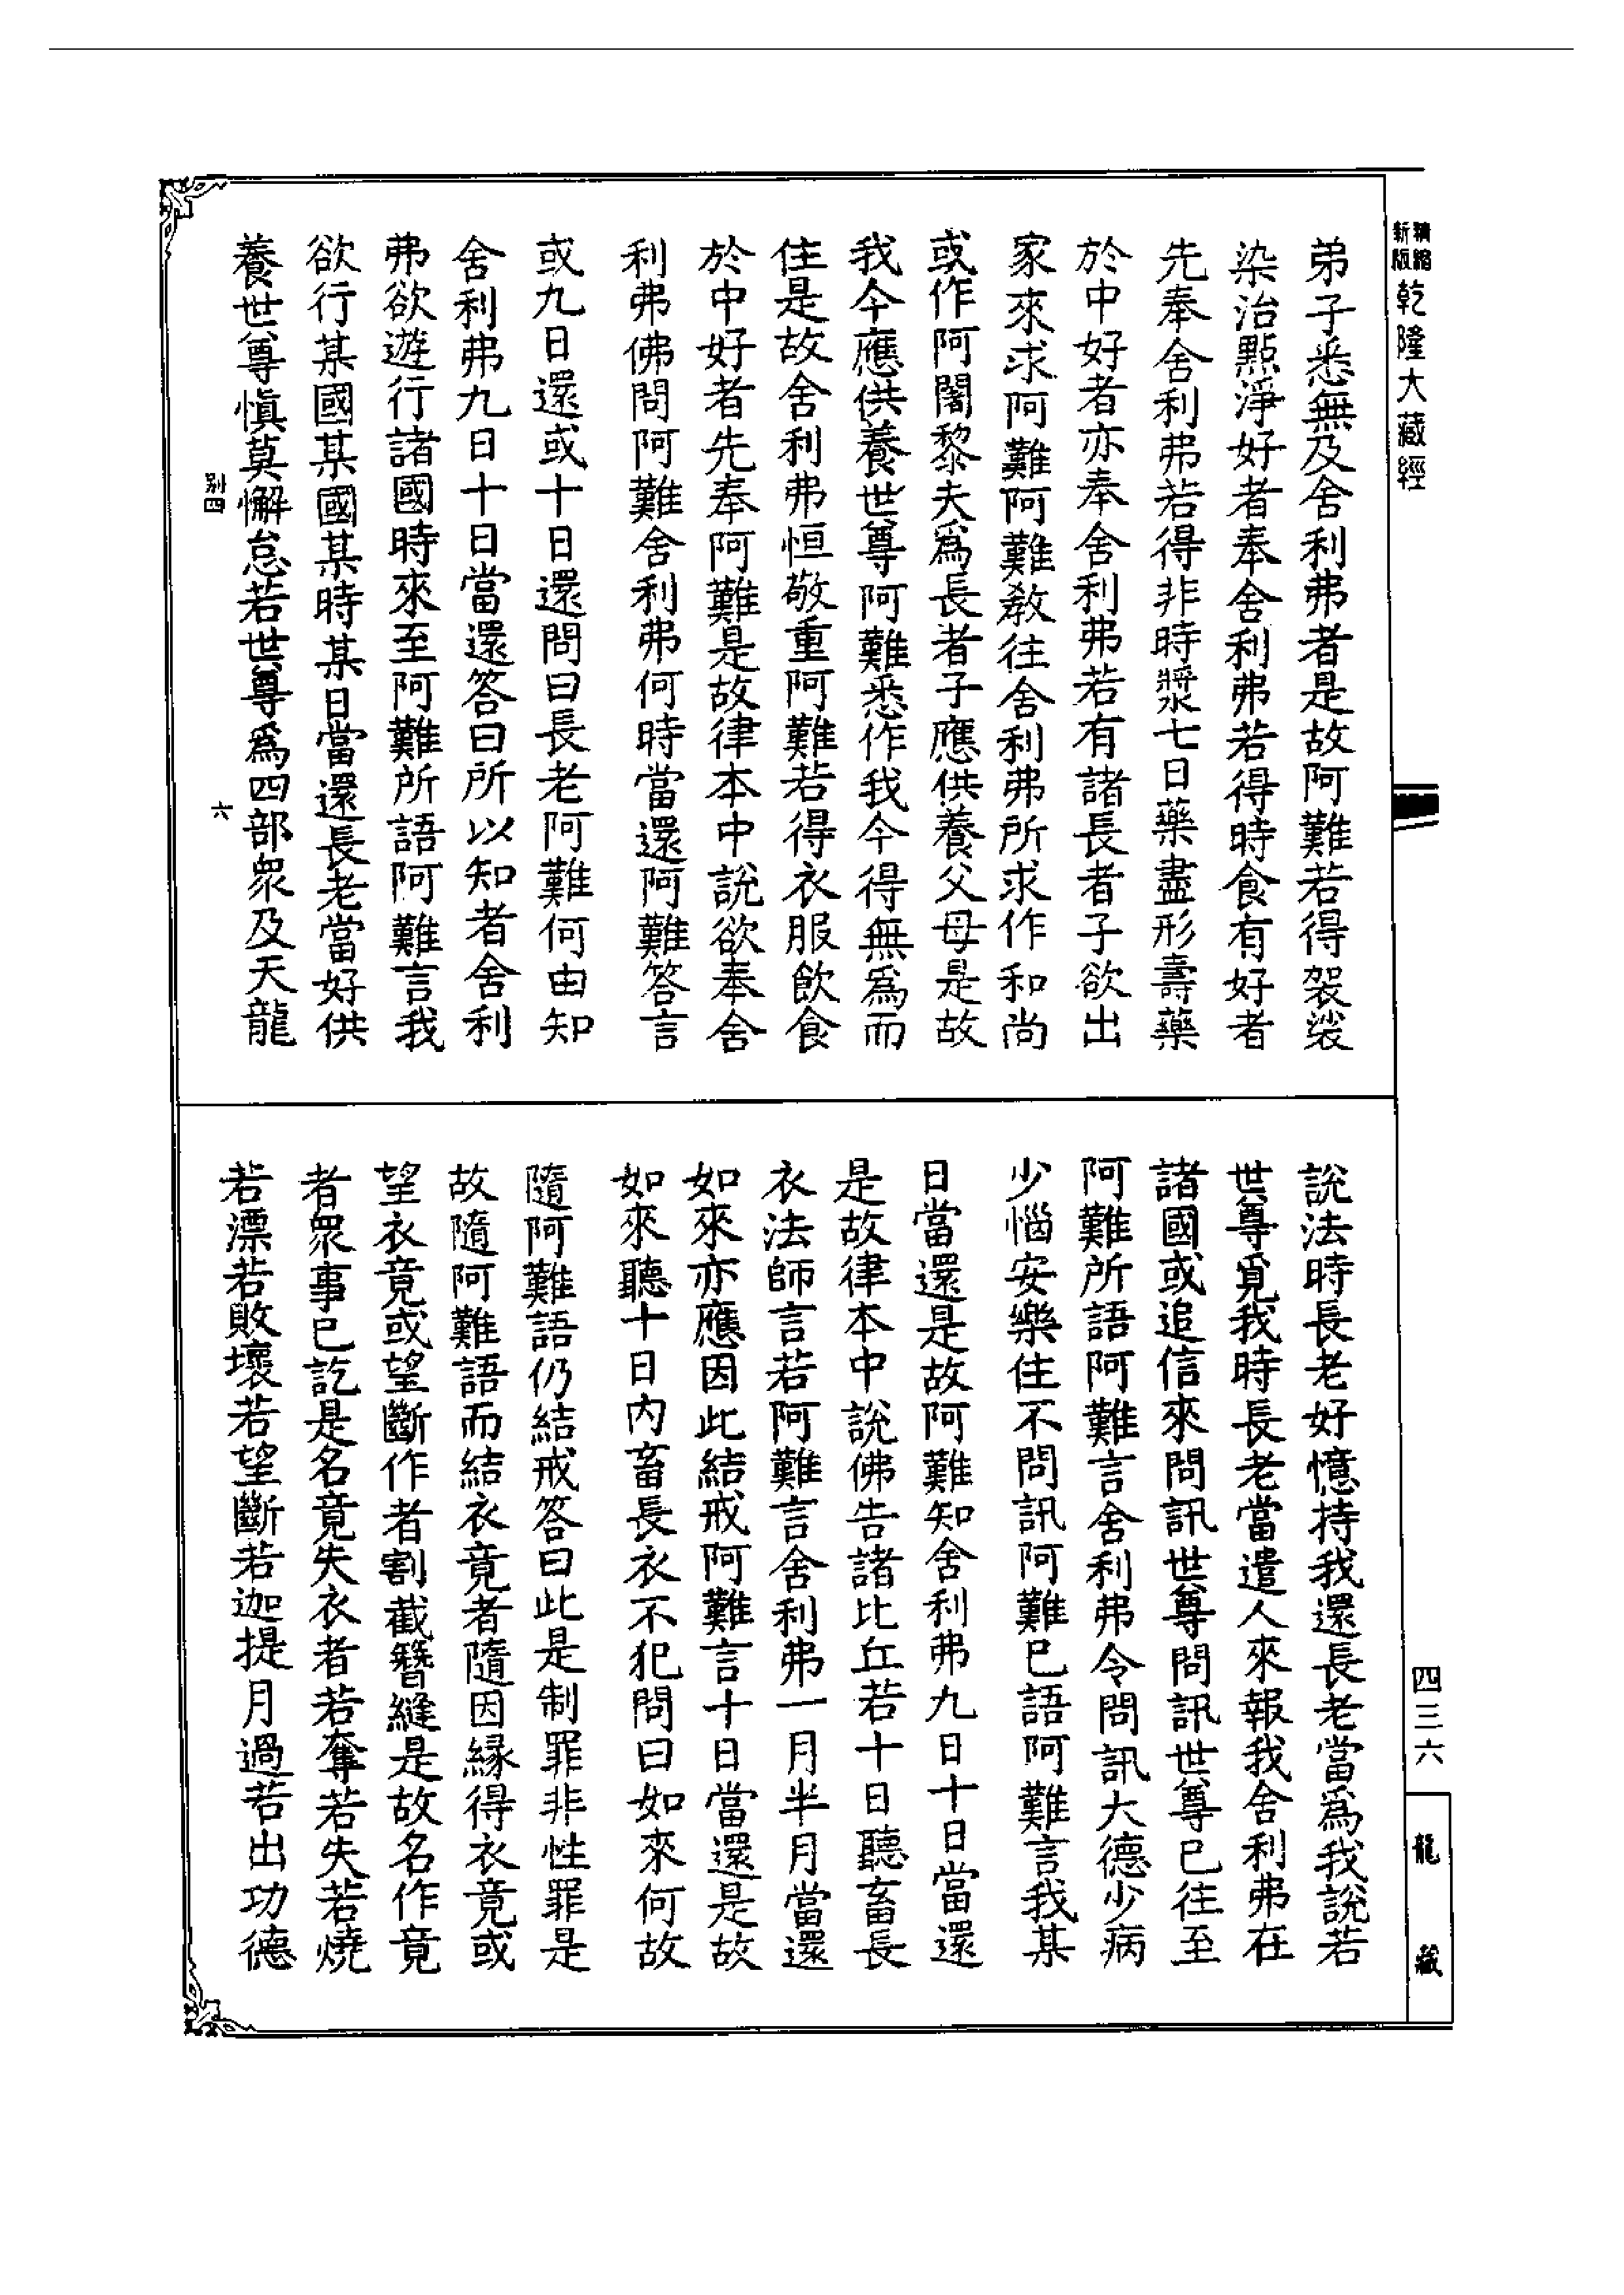 精縮新版乾隆大藏經
弟子悉無及舍利弗者是故阿難若得袈裟
染治點淨好者奉舍利弗若得時食有好者
先奉舍利弗若得非時漿七日藥盡形壽藥
於中好者亦奉舍利弗若有諸長者子欲出
家來求阿難阿難教往舍利弗所求作和尚
或作阿闍黎夫為長者子應供養父母是故
我今應供養世尊阿難悉作我今得無為而
住是故舍利弗恒敬重阿難若得衣服飲食
於中好者先奉阿難是故律本中說欲奉舍
利弗佛問阿難舍利弗何時當還阿難答言
或九日還或十日還問曰長老阿難何由知
舍利弗九日十日當還答曰所以知者舍利
弗欲遊行諸國時來至阿難所語阿難言我
欲行某國某國某時某日當還長老當好供
養世尊慎莫懈怠若世尊為四部眾及天龍
別四
六
說法時長老好憶持我還長老當為我說若
世尊覓我時長老當遣人來報我舍利弗在
諸國或追信來問訊世尊問訊世尊已往至
阿難所語阿難言舍利弗令問訊大德少病
少惱安樂住不問訊阿難已語阿難言我某
日當還是故阿難知舍利弗九日十日當還
是故律本中說佛告諸比丘若十日聽畜長
衣法師言若阿難言舍利弗一月半月當還
如來亦應因此結戒阿難言十日當還是故
如來聽十日內畜長衣不犯問曰如來何故
隨阿難語仍結戒答曰此是制罪非性罪是
故隨阿難語而結衣竟者隨因緣得衣竟或
望衣竟或望斷作者割截簪縫是故名作竟
者眾事已訖是名竟失衣者若奪若失若燒
若漂若敗壞若望斷若迦提月過若出功德
四三六
龍藏